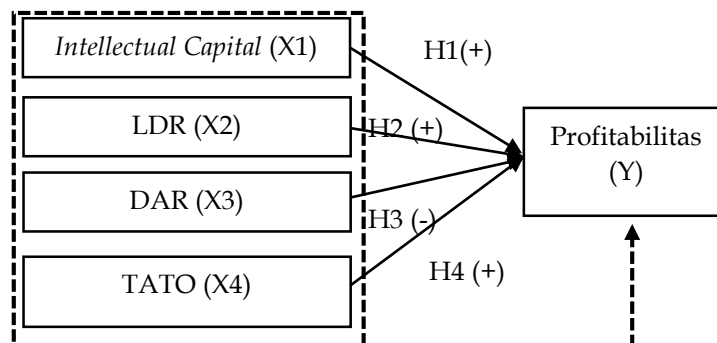 Intellectual Capital (X1)
H1(+)
LDR (X2)
H2 (+)
Profitabilitas
(Y)
DAR (X3)
H3 (-)
TATO (X4)
H4 (+)